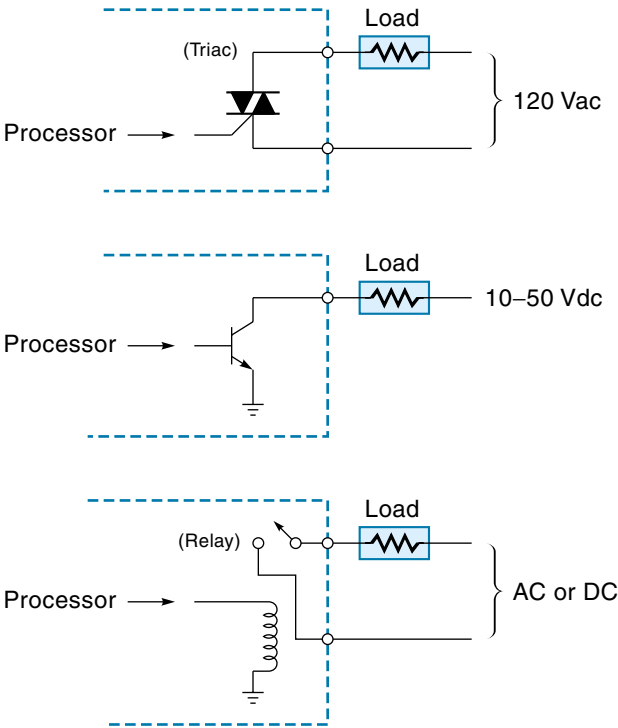 Load
(Triac)
120 Vac
Processor
Load
10–50 Vdc
Processor
Load
(Relay)
AC or DC
Processor